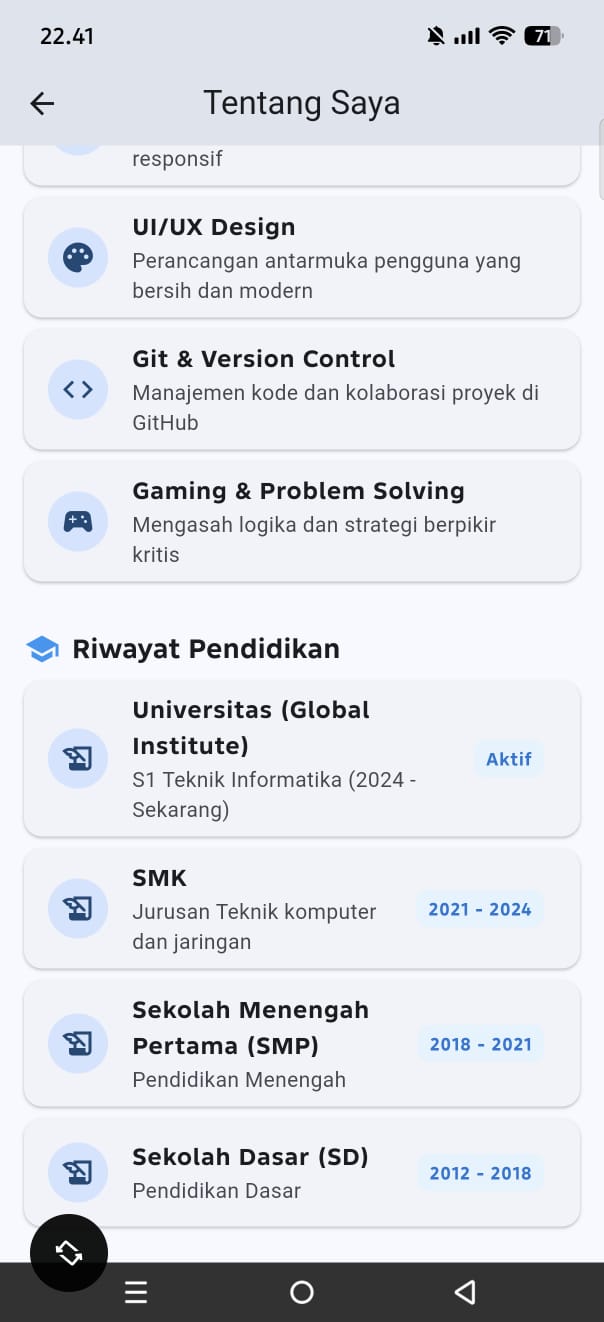 22.41
71
Tentang Saya
responsif
UI/UX Design
Perancangan antarmuka pengguna yang
bersih dan modern
Git & Version Control
Manajemen kode dan kolaborasi proyek di
GitHub
Gaming & Problem Solving
Mengasah logika dan strategi berpikir
kritis
Riwayat Pendidikan
Universitas (Global
Institute)
S1 Teknik Informatika (2024 -
Sekarang)
Aktif
SMK
Jurusan Teknik komputer
dan jaringan
2021 - 2024
Sekolah Menengah
Pertama (SMP)
Pendidikan Menengah
2018 - 2021
Sekolah Dasar (SD)
Pendidikan Dasar
2012 - 2018